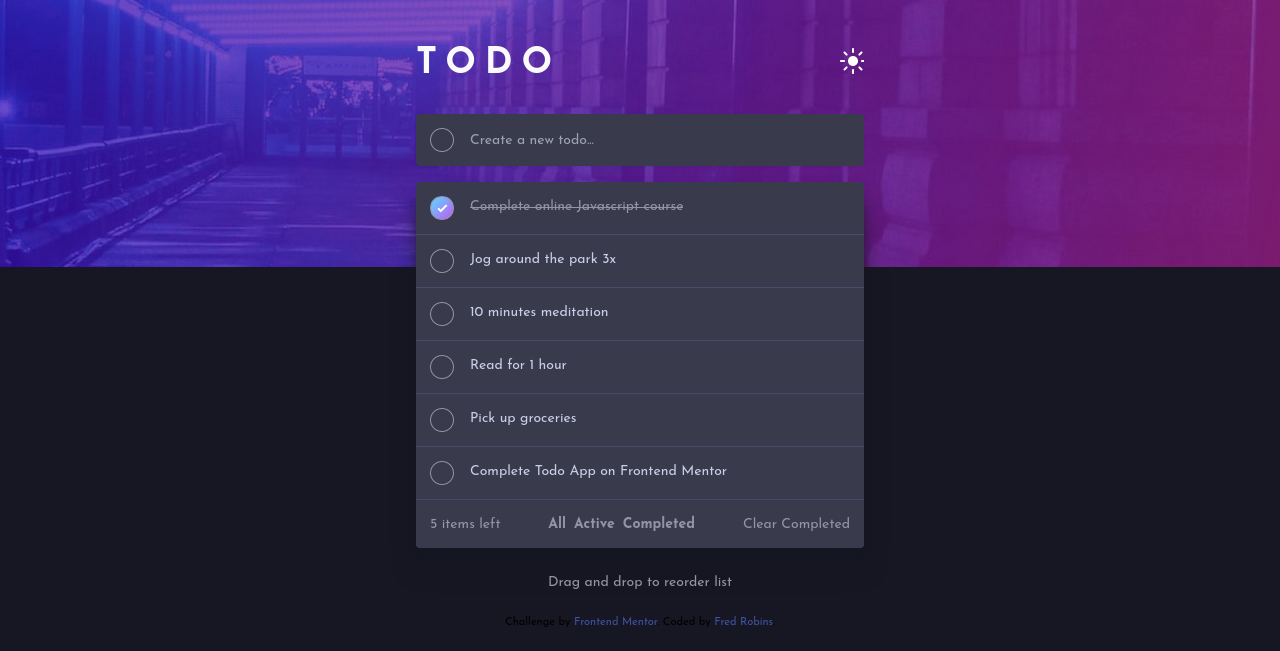 TODO
Create a new todo...
Complete online Javascript course
Jog around the park 3x
10 minutes meditation
Read for 1 hour
Pick up groceries
Complete Todo App on Frontend Mentor
5 items left All Active Completed Clear Completed
Drag and drop to reorder list
Challenge by Frontend Mentor. Coded by Fred Robins